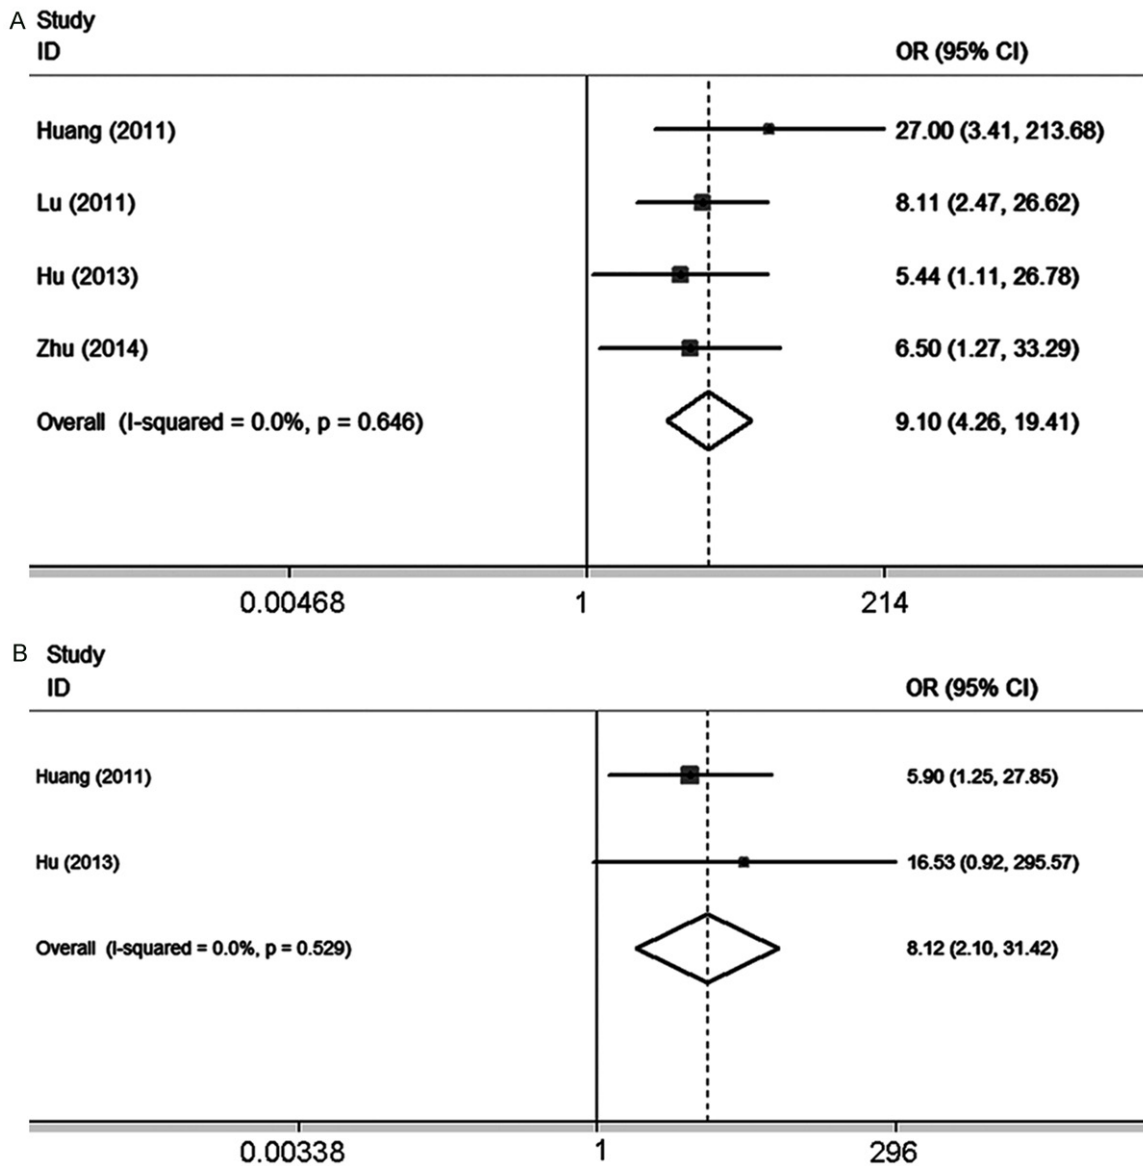 A Study
ID OR (95% CI)
Huang (2011) 27.00 (3.41, 213.68)
Lu (2011) 8.11 (2.47, 26.62)
Hu (2013) 5.44 (1.11, 26.78)
Zhu (2014) 6.50 (1.27, 33.29)
Overall (I-squared = 0.0%, p = 0.646) 9.10 (4.26, 19.41)
0.00468 1 214
B Study
ID OR (95% CI)
Huang (2011) 5.90 (1.25, 27.85)
Hu (2013) 16.53 (0.92, 295.57)
Overall (I-squared = 0.0%, p = 0.529) 8.12 (2.10, 31.42)
0.00338 1 296